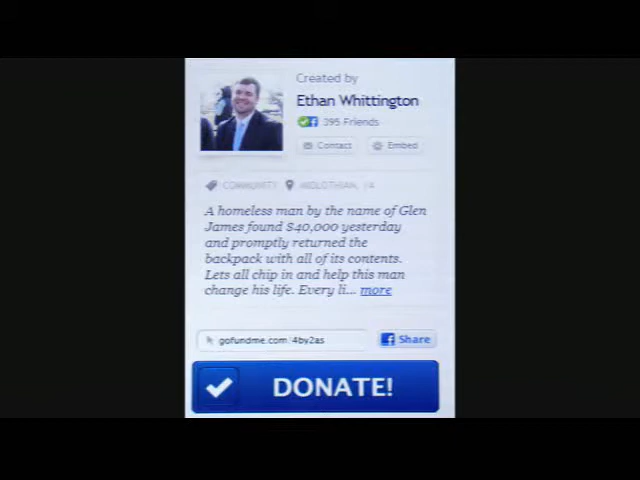 Created by
Ethan Whittington
395 Friends
Contact
Embed
COMMUNITY
MIDLOTHIAN, VA
A homeless man by the name of Glen
James found $40,000 yesterday
and promptly returned the
backpack with all of its contents.
Lets all chip in and help this man
change his life. Every li... more
gofundme.com/4by2as
Share
DONATE!